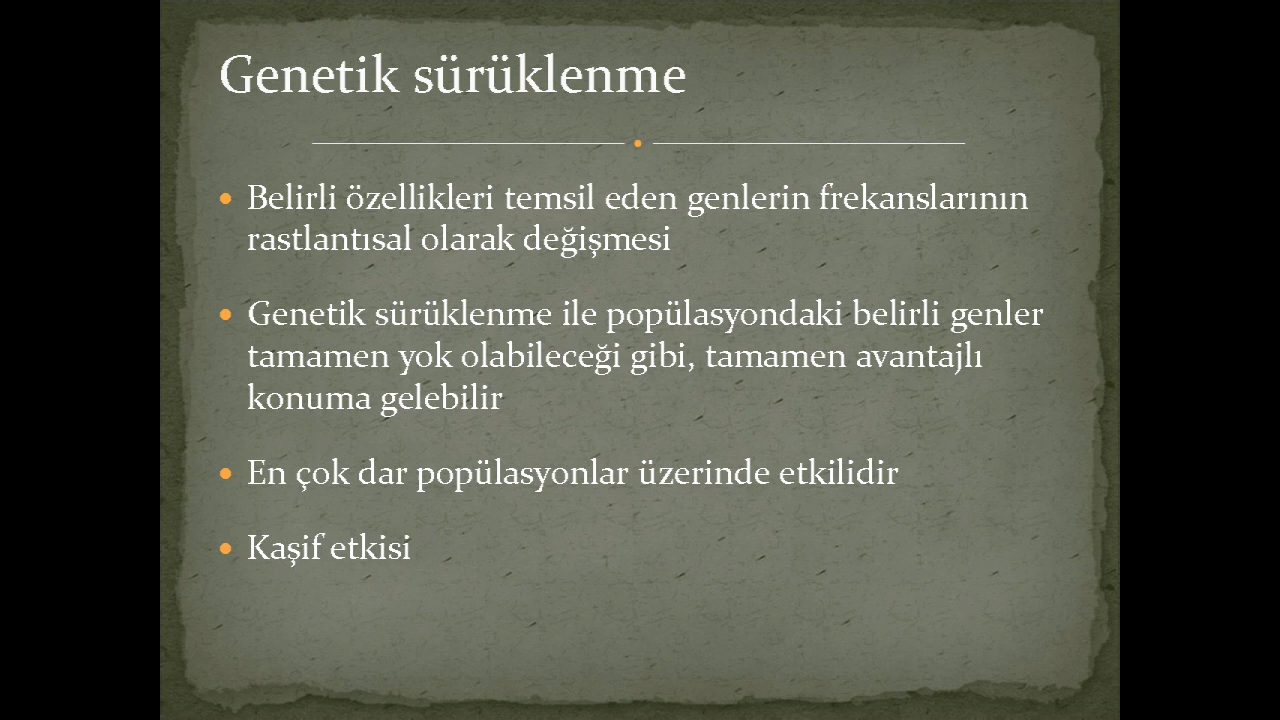 Genetik sürüklenme
Belirli özellikleri temsil eden genlerin frekanslarının
rastlantısal olarak değişmesi
Genetik sürüklenme ile popülasyondaki belirli genler
tamamen yok olabileceği gibi, tamamen avantajlı
konuma gelebilir
En çok dar popülasyonlar üzerinde etkilidir
Kaşif etkisi